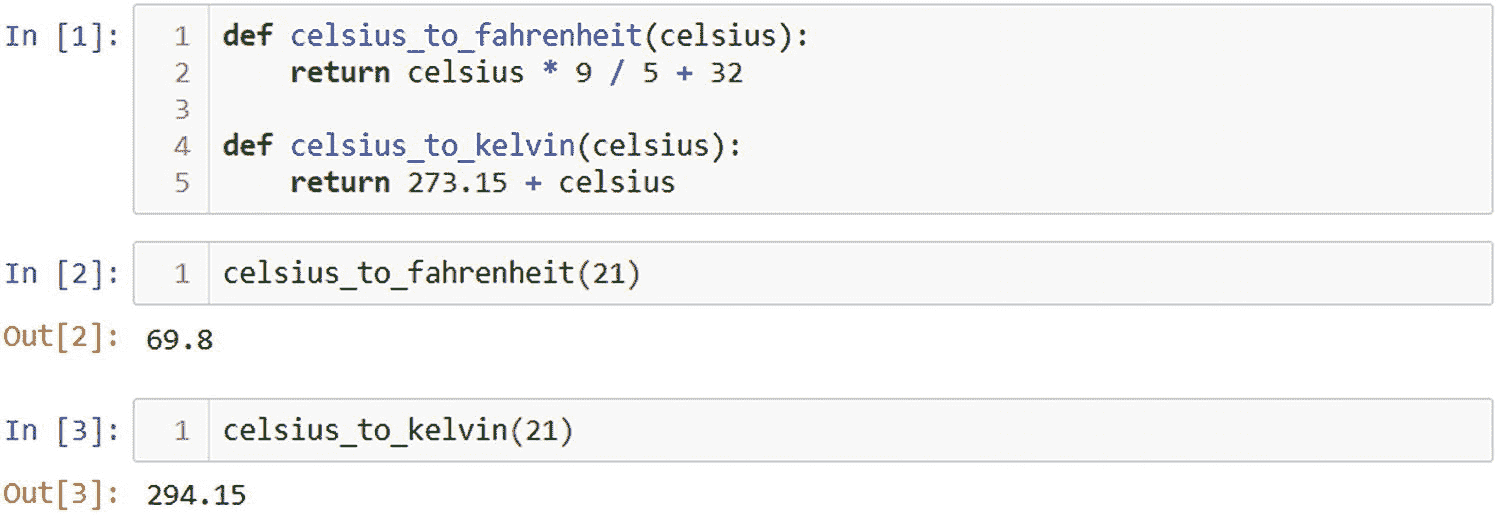 In [1]: 1 def celsius_to_fahrenheit(celsius):
2     return celsius * 9 / 5 + 32
3
4 def celsius_to_kelvin(celsius):
5     return 273.15 + celsius
In [2]: 1 celsius_to_fahrenheit(21)
Out[2]: 69.8
In [3]: 1 celsius_to_kelvin(21)
Out[3]: 294.15